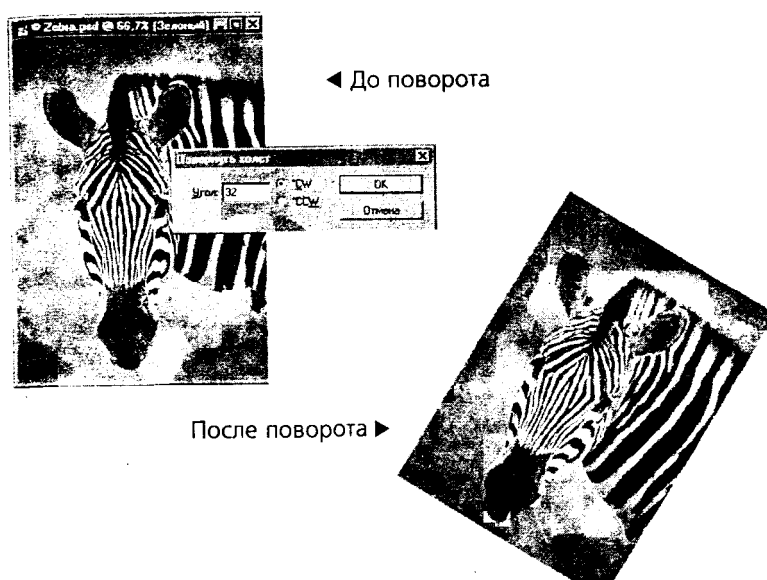 Zebra.psd @ 66,7% (Зеленый)
◀ До поворота
Повернуть холст
Угол: 32
°CW
°CCW
OK
Отмена
После поворота ▶